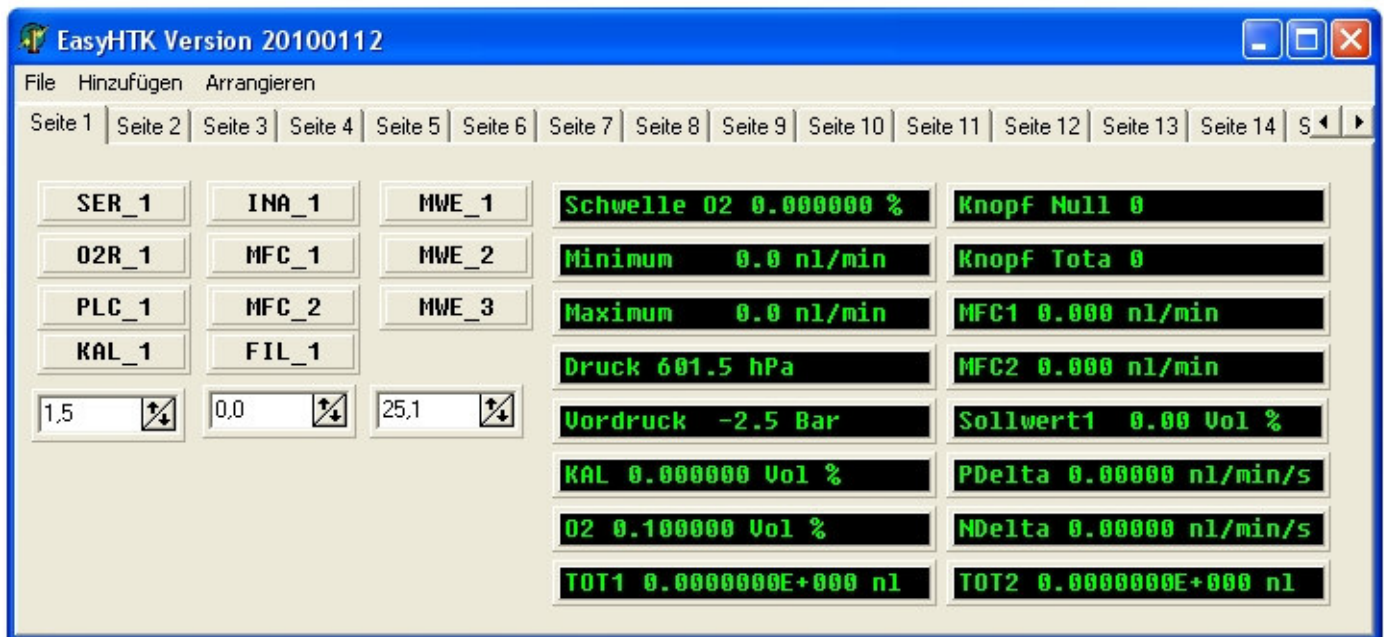 EasyHTK Version 20100112
File Hinzufügen Arrangieren
Seite 1 Seite 2 Seite 3 Seite 4 Seite 5 Seite 6 Seite 7 Seite 8 Seite 9 Seite 10 Seite 11 Seite 12 Seite 13 Seite 14 S
SER_1 INA_1 MWE_1 Schwelle O2 0.000000 % Knopf Null 0
O2R_1 MFC_1 MWE_2 Minimum 0.0 nl/min Knopf Tota 0
PLC_1 MFC_2 MWE_3 Maximum 0.0 nl/min MFC1 0.000 nl/min
KAL_1 FIL_1 Druck 601.5 hPa MFC2 0.000 nl/min
1,5 0,0 25,1 Vordruck -2.5 Bar Sollwert1 0.00 Vol %
KAL 0.000000 Vol % PDelta 0.00000 nl/min/s
O2 0.100000 Vol % NDelta 0.00000 nl/min/s
TOT1 0.0000000E+000 nl TOT2 0.0000000E+000 nl